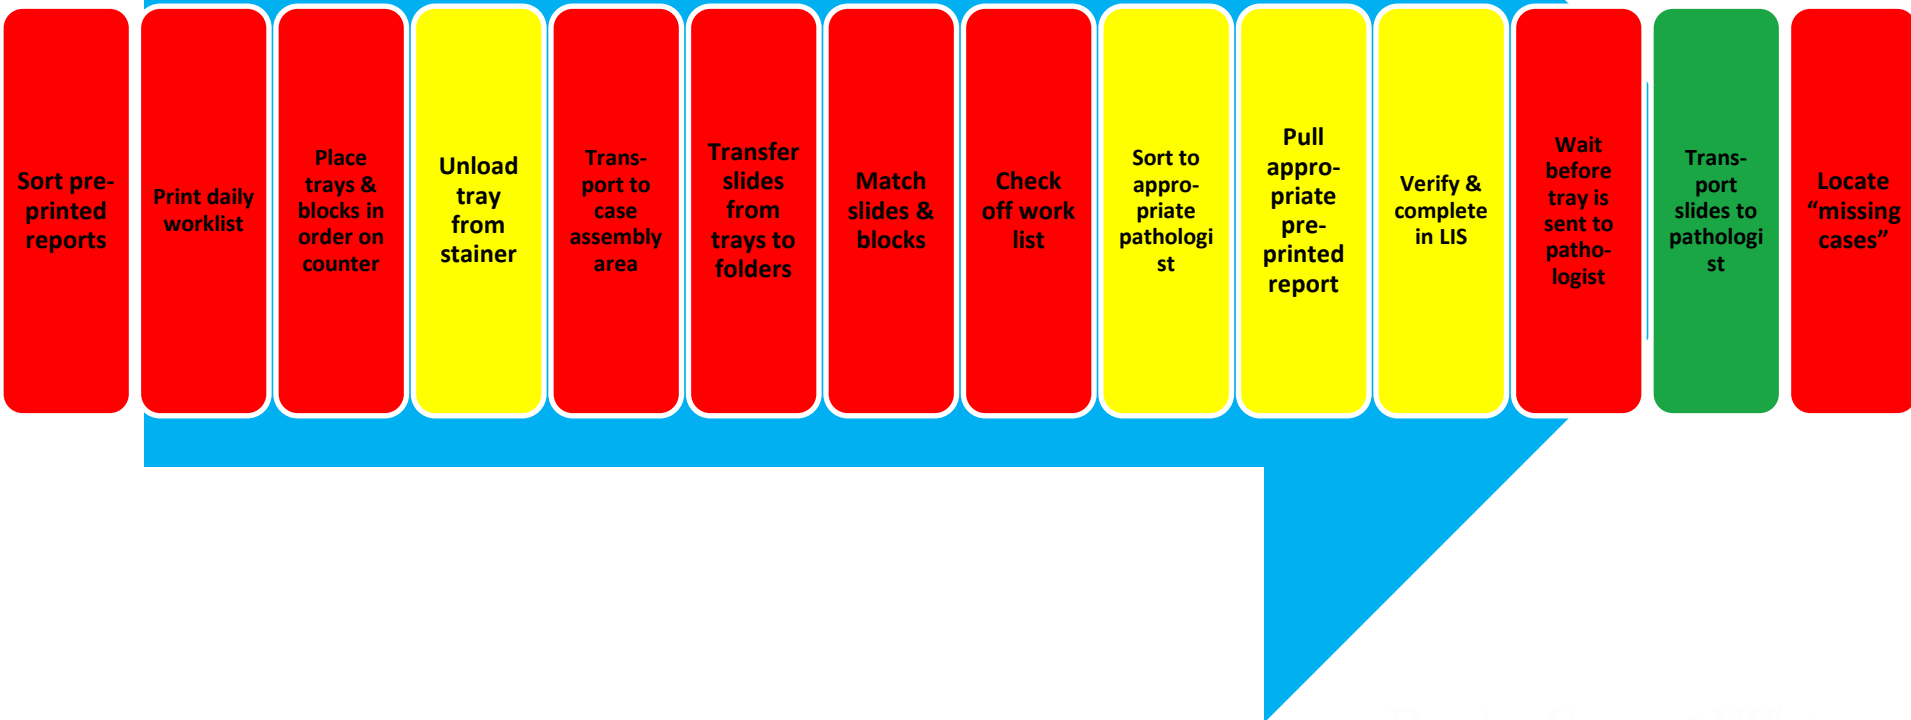 Sort pre-
printed
reports
Print daily
worklist
Place
trays &
blocks in
order on
counter
Unload
tray
from
stainer
Trans-
port to
case
assembly
area
Transfer
slides
from
trays to
folders
Match
slides &
blocks
Check
off work
list
Sort to
appro-
priate
pathologi
st
Pull
appro-
priate
pre-
printed
report
Verify &
complete
in LIS
Wait
before
tray is
sent to
patho-
logist
Trans-
port
slides to
pathologi
st
Locate
“missing
cases”